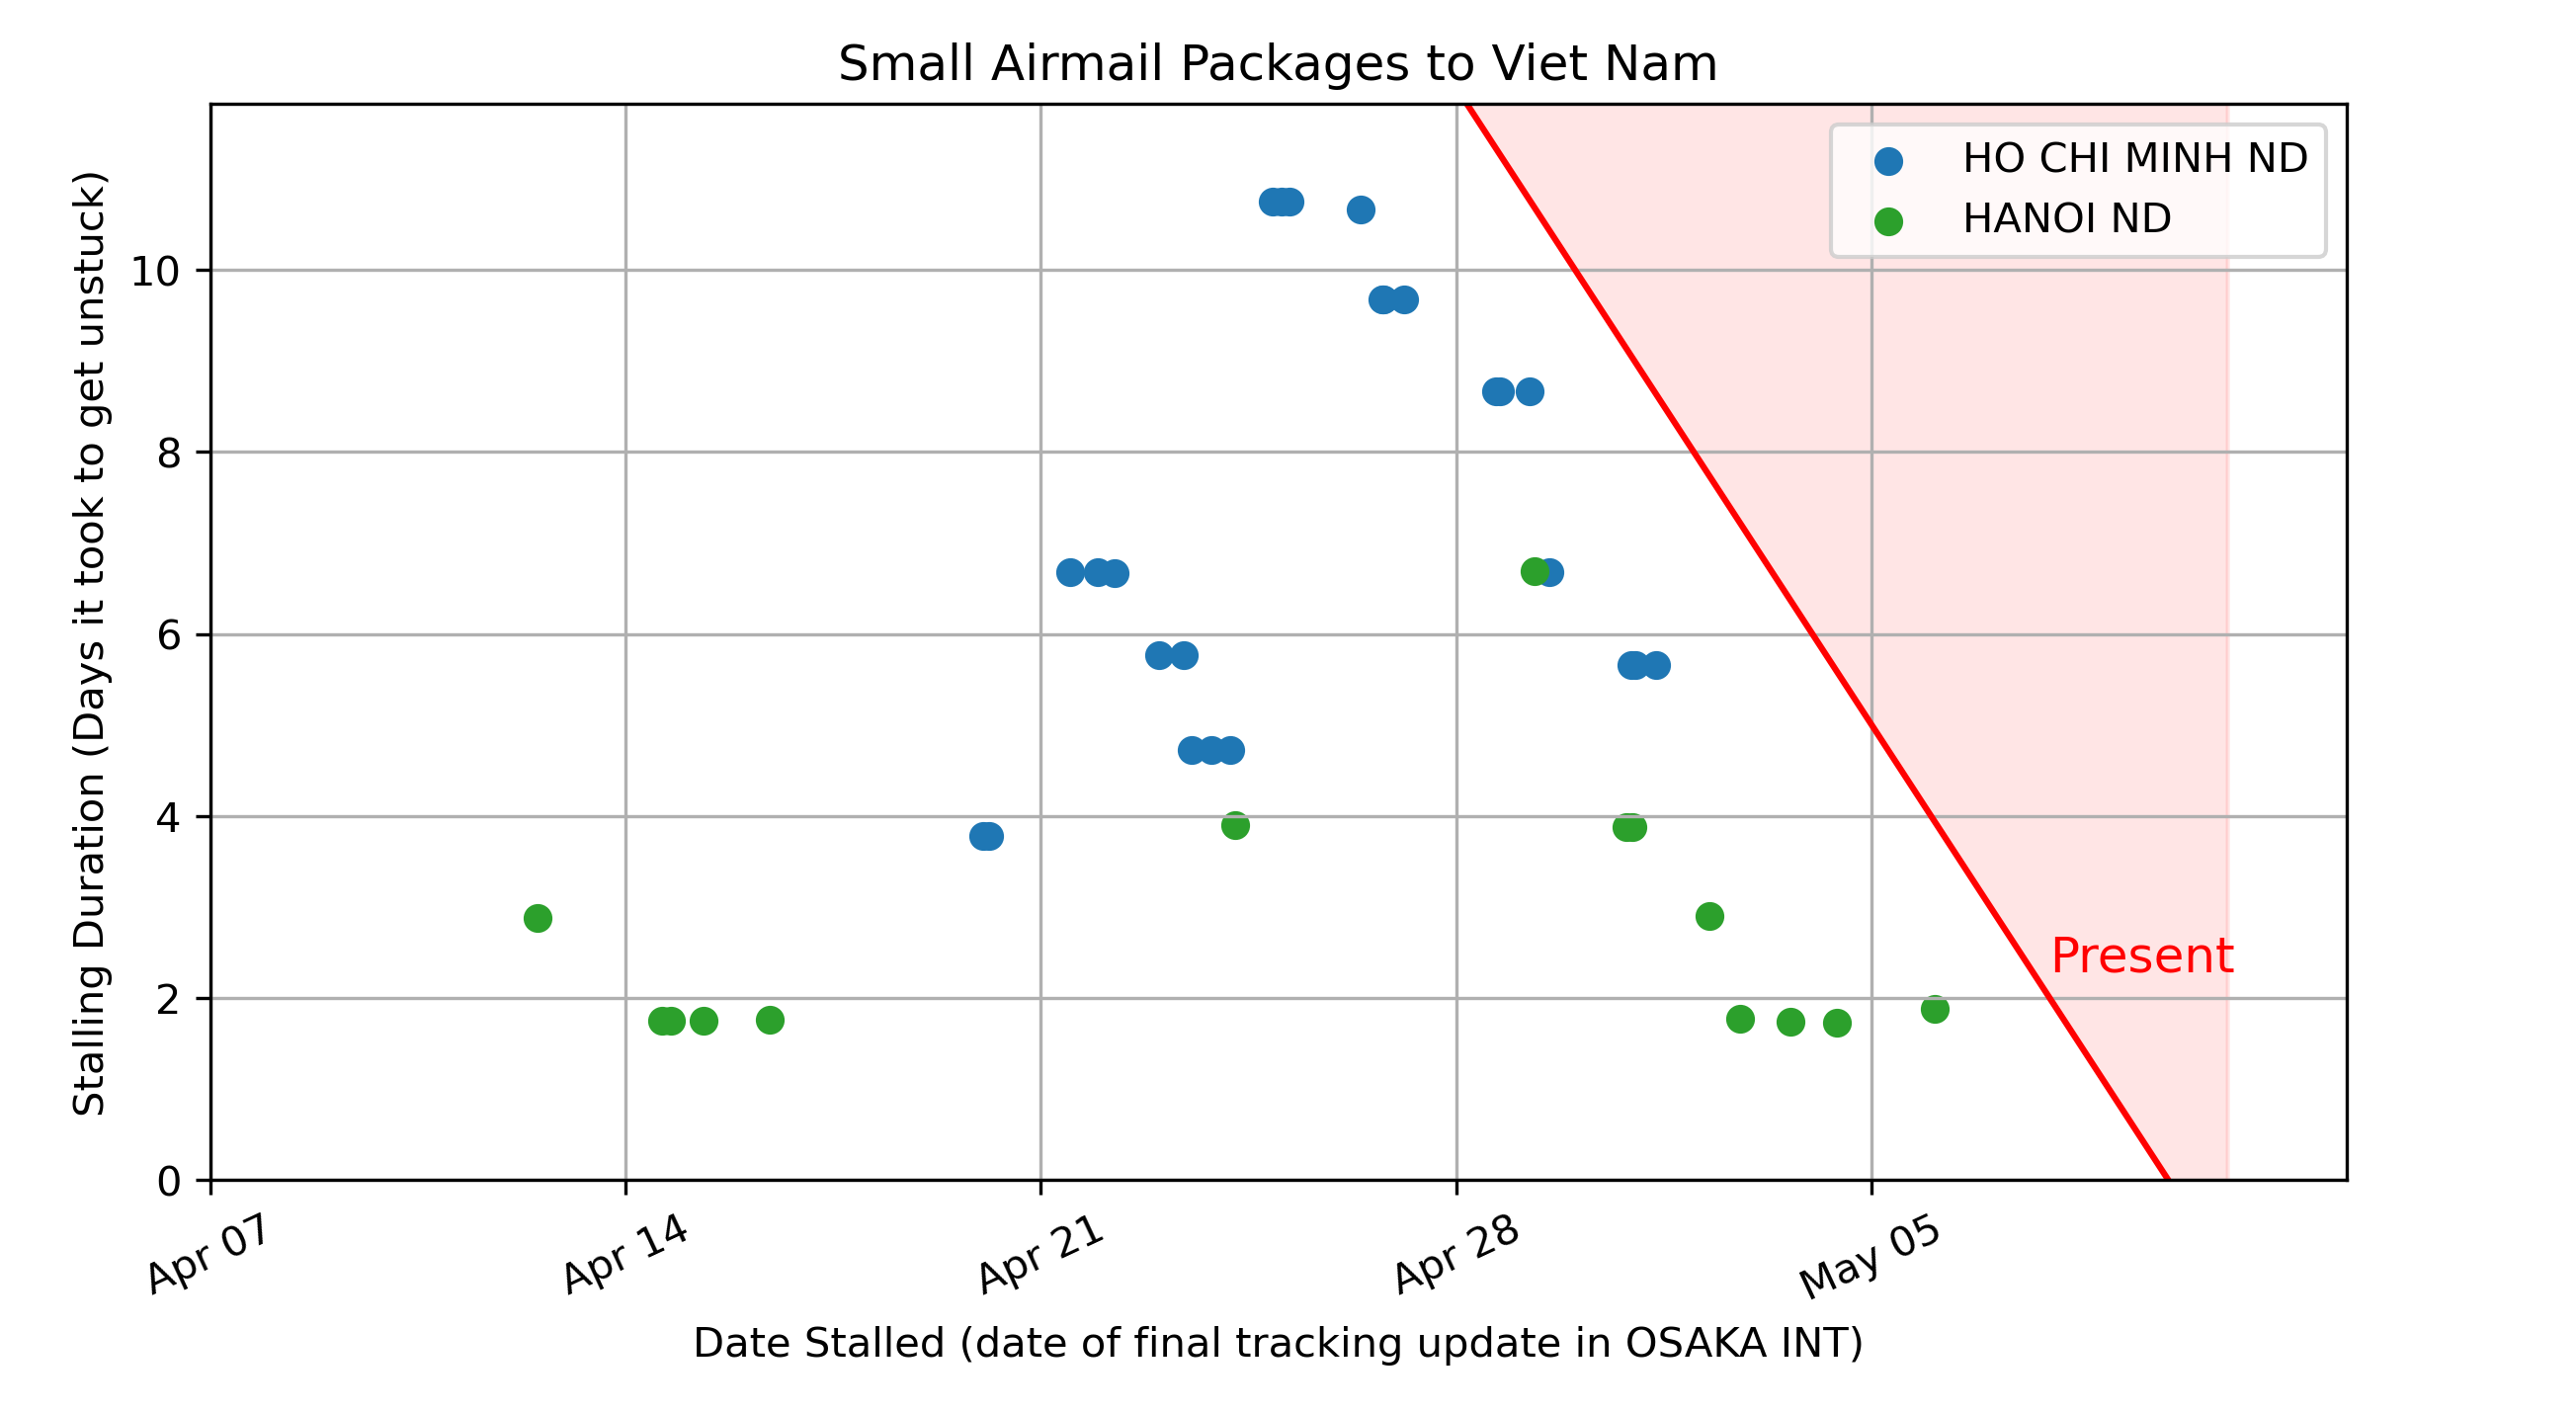 Small Airmail Packages to Viet Nam
Stalling Duration (Days it took to get unstuck)
10
8
6
4
2
0
HO CHI MINH ND
HANOI ND
Present
Apr 07
Apr 14
Apr 21
Apr 28
May 05
Date Stalled (date of final tracking update in OSAKA INT)